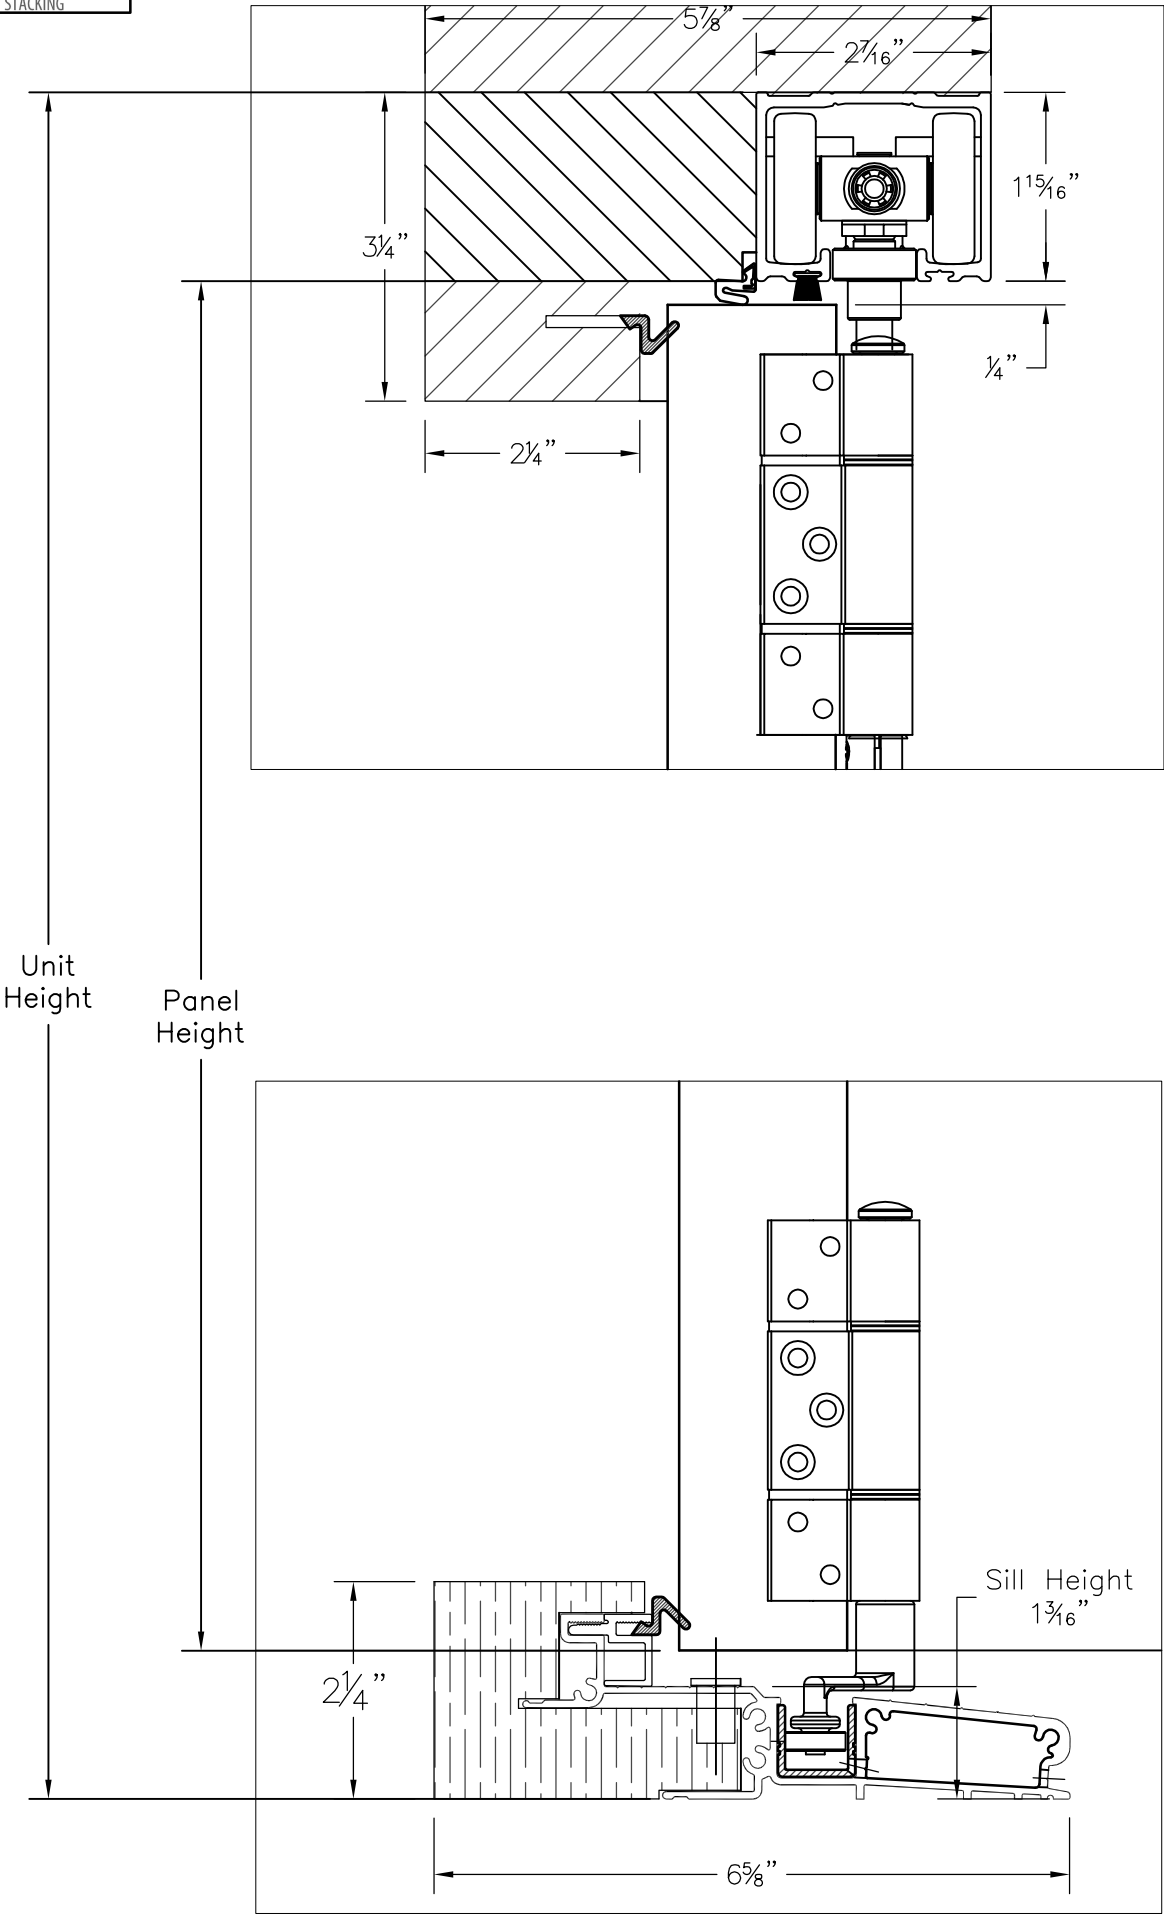 STACKING
5⅞"
2⁷⁄₁₆"
1¹⁵⁄₁₆"
3¼"
¼"
2¼"
Unit
Height
Panel
Height
Sill Height
1³⁄₁₆"
2¼"
6⅝"